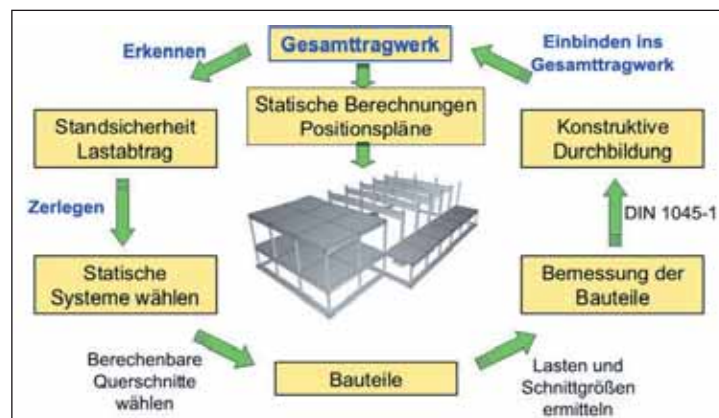 Erkennen
Gesamttragwerk
Einbinden ins
Gesamttragwerk
Statische Berechnungen
Positionspläne
Standsicherheit
Lastabtrag
Konstruktive
Durchbildung
Zerlegen
DIN 1045-1
Statische
Systeme wählen
Bemessung der
Bauteile
Berechenbare
Querschnitte
wählen
Bauteile
Lasten und
Schnittgrößen
ermitteln